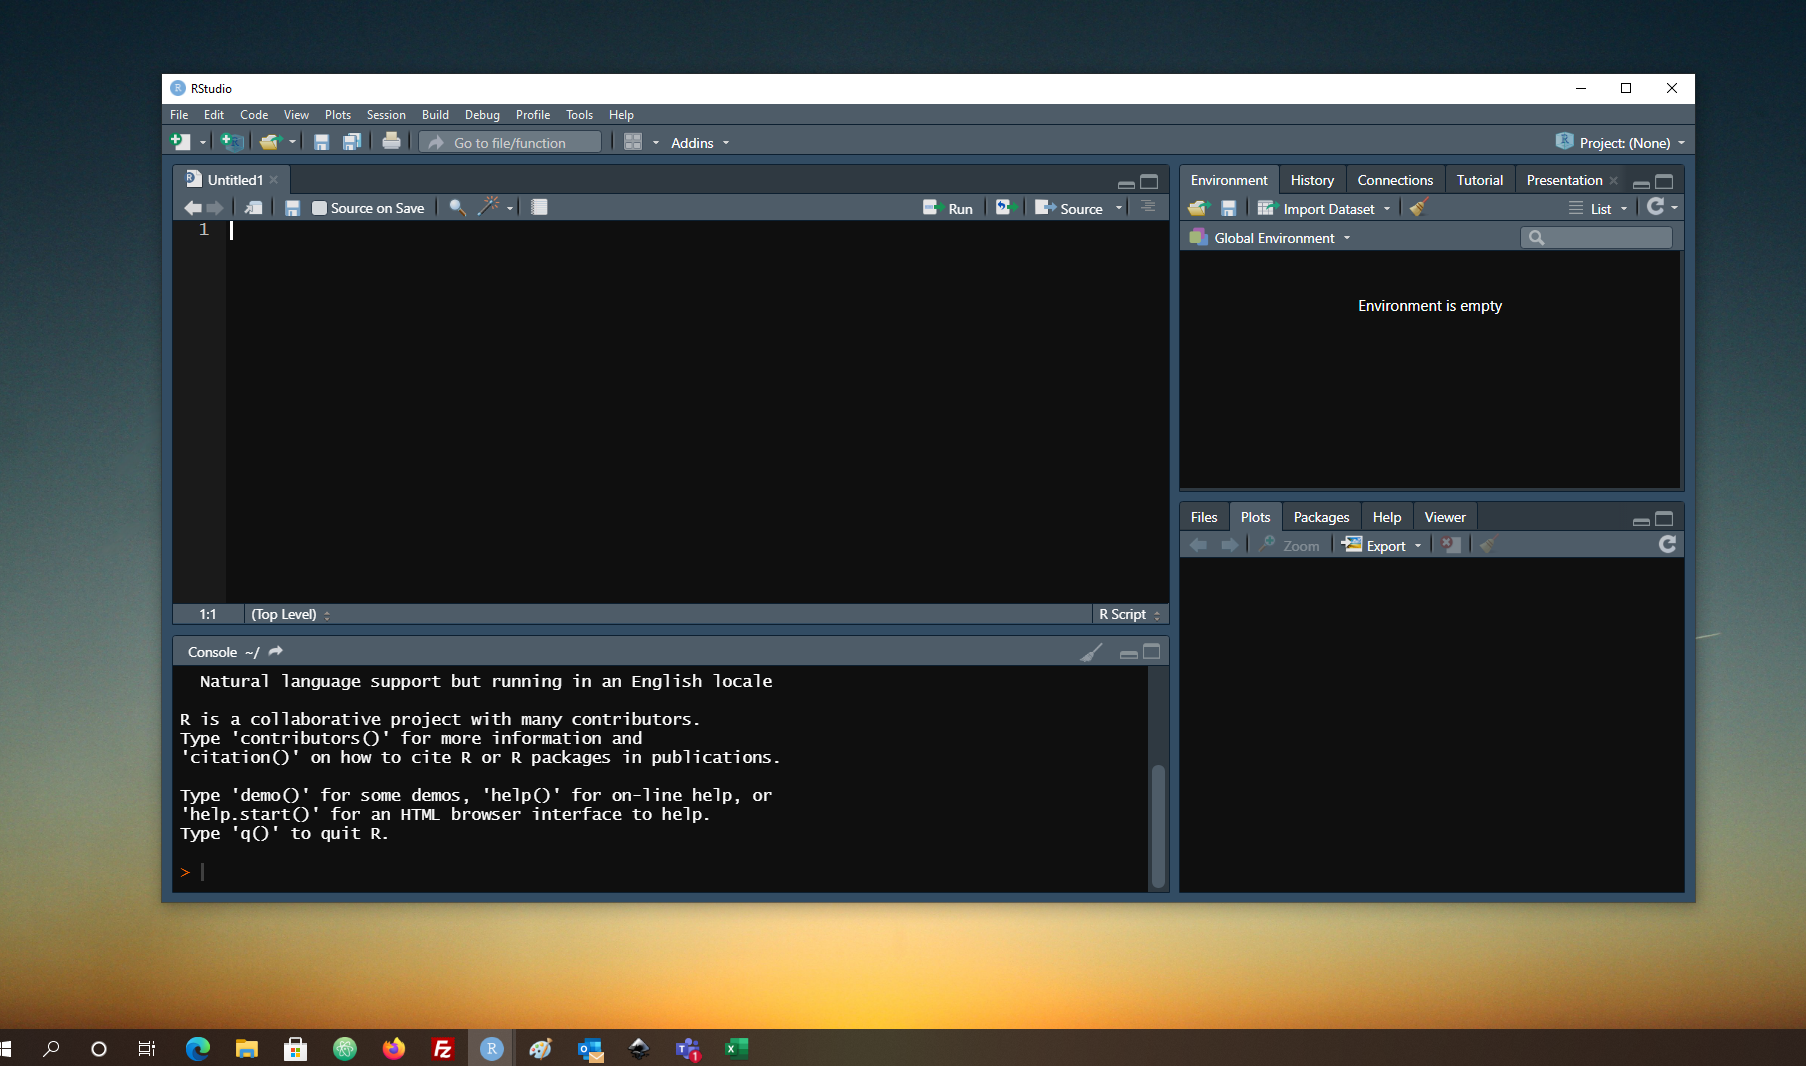 RStudio
File Edit Code View Plots Session Build Debug Profile Tools Help
Go to file/function Addins Project: (None)
Untitled1
Source on Save Run Source
1
1:1 (Top Level) R Script
Console ~/
Natural language support but running in an English locale
R is a collaborative project with many contributors.
Type 'contributors()' for more information and
'citation()' on how to cite R or R packages in publications.
Type 'demo()' for some demos, 'help()' for on-line help, or
'help.start()' for an HTML browser interface to help.
Type 'q()' to quit R.
>
Environment History Connections Tutorial Presentation
Import Dataset List
Global Environment
Environment is empty
Files Plots Packages Help Viewer
Zoom Export